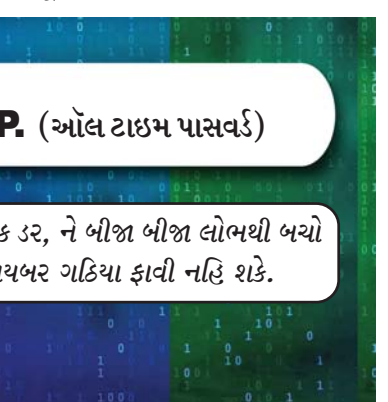 P. (ઑલ ટાઇમ પાસવર્ડ)
ક ડર, ને બીજા બીજા લોભથી બચો
યબર ગઠિયા ફાવી નહિ શકે.